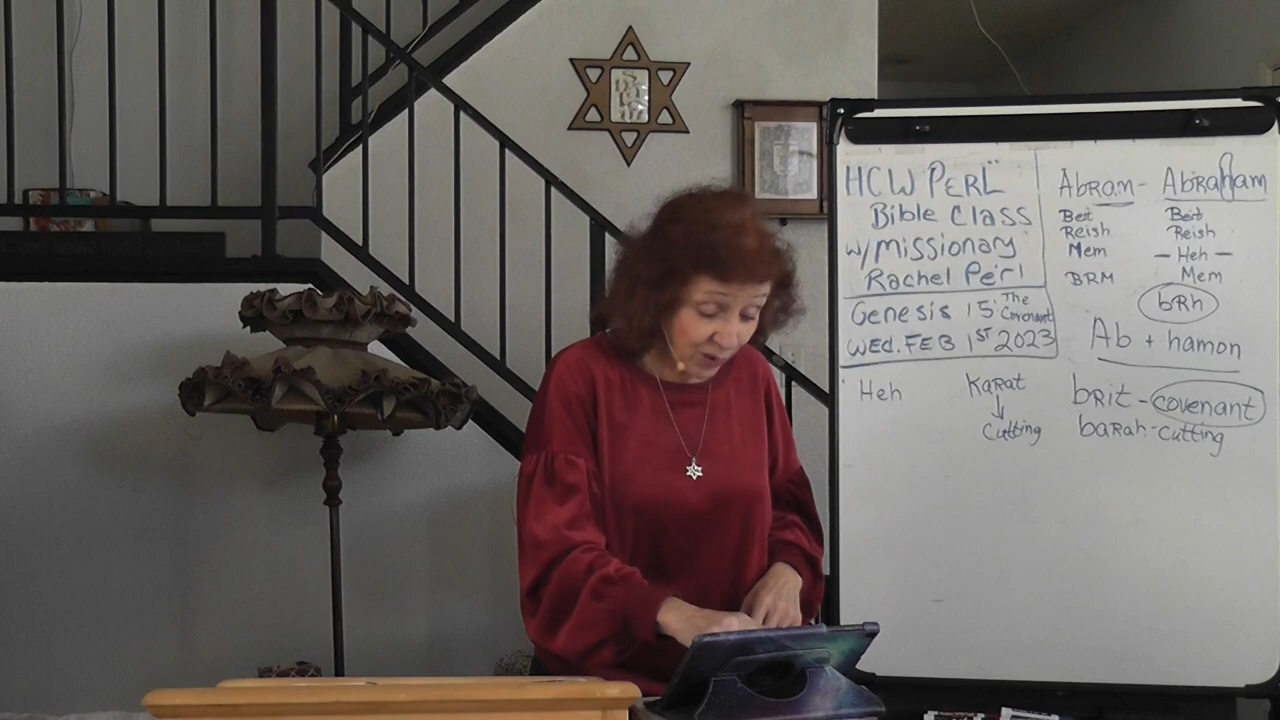 HCW PERL"
Bible Class
w/missionary
Rachel Perl
Genesis 15 The Covenant
WED. FEB 1ST 2023
Heh
Karat
Cutting
Abram - Abraham
Beit
Reish
Mem
BRM
Beit
Reish
- Heh -
Mem
bRh
Ab + hamon
brit - covenant
barah - cutting